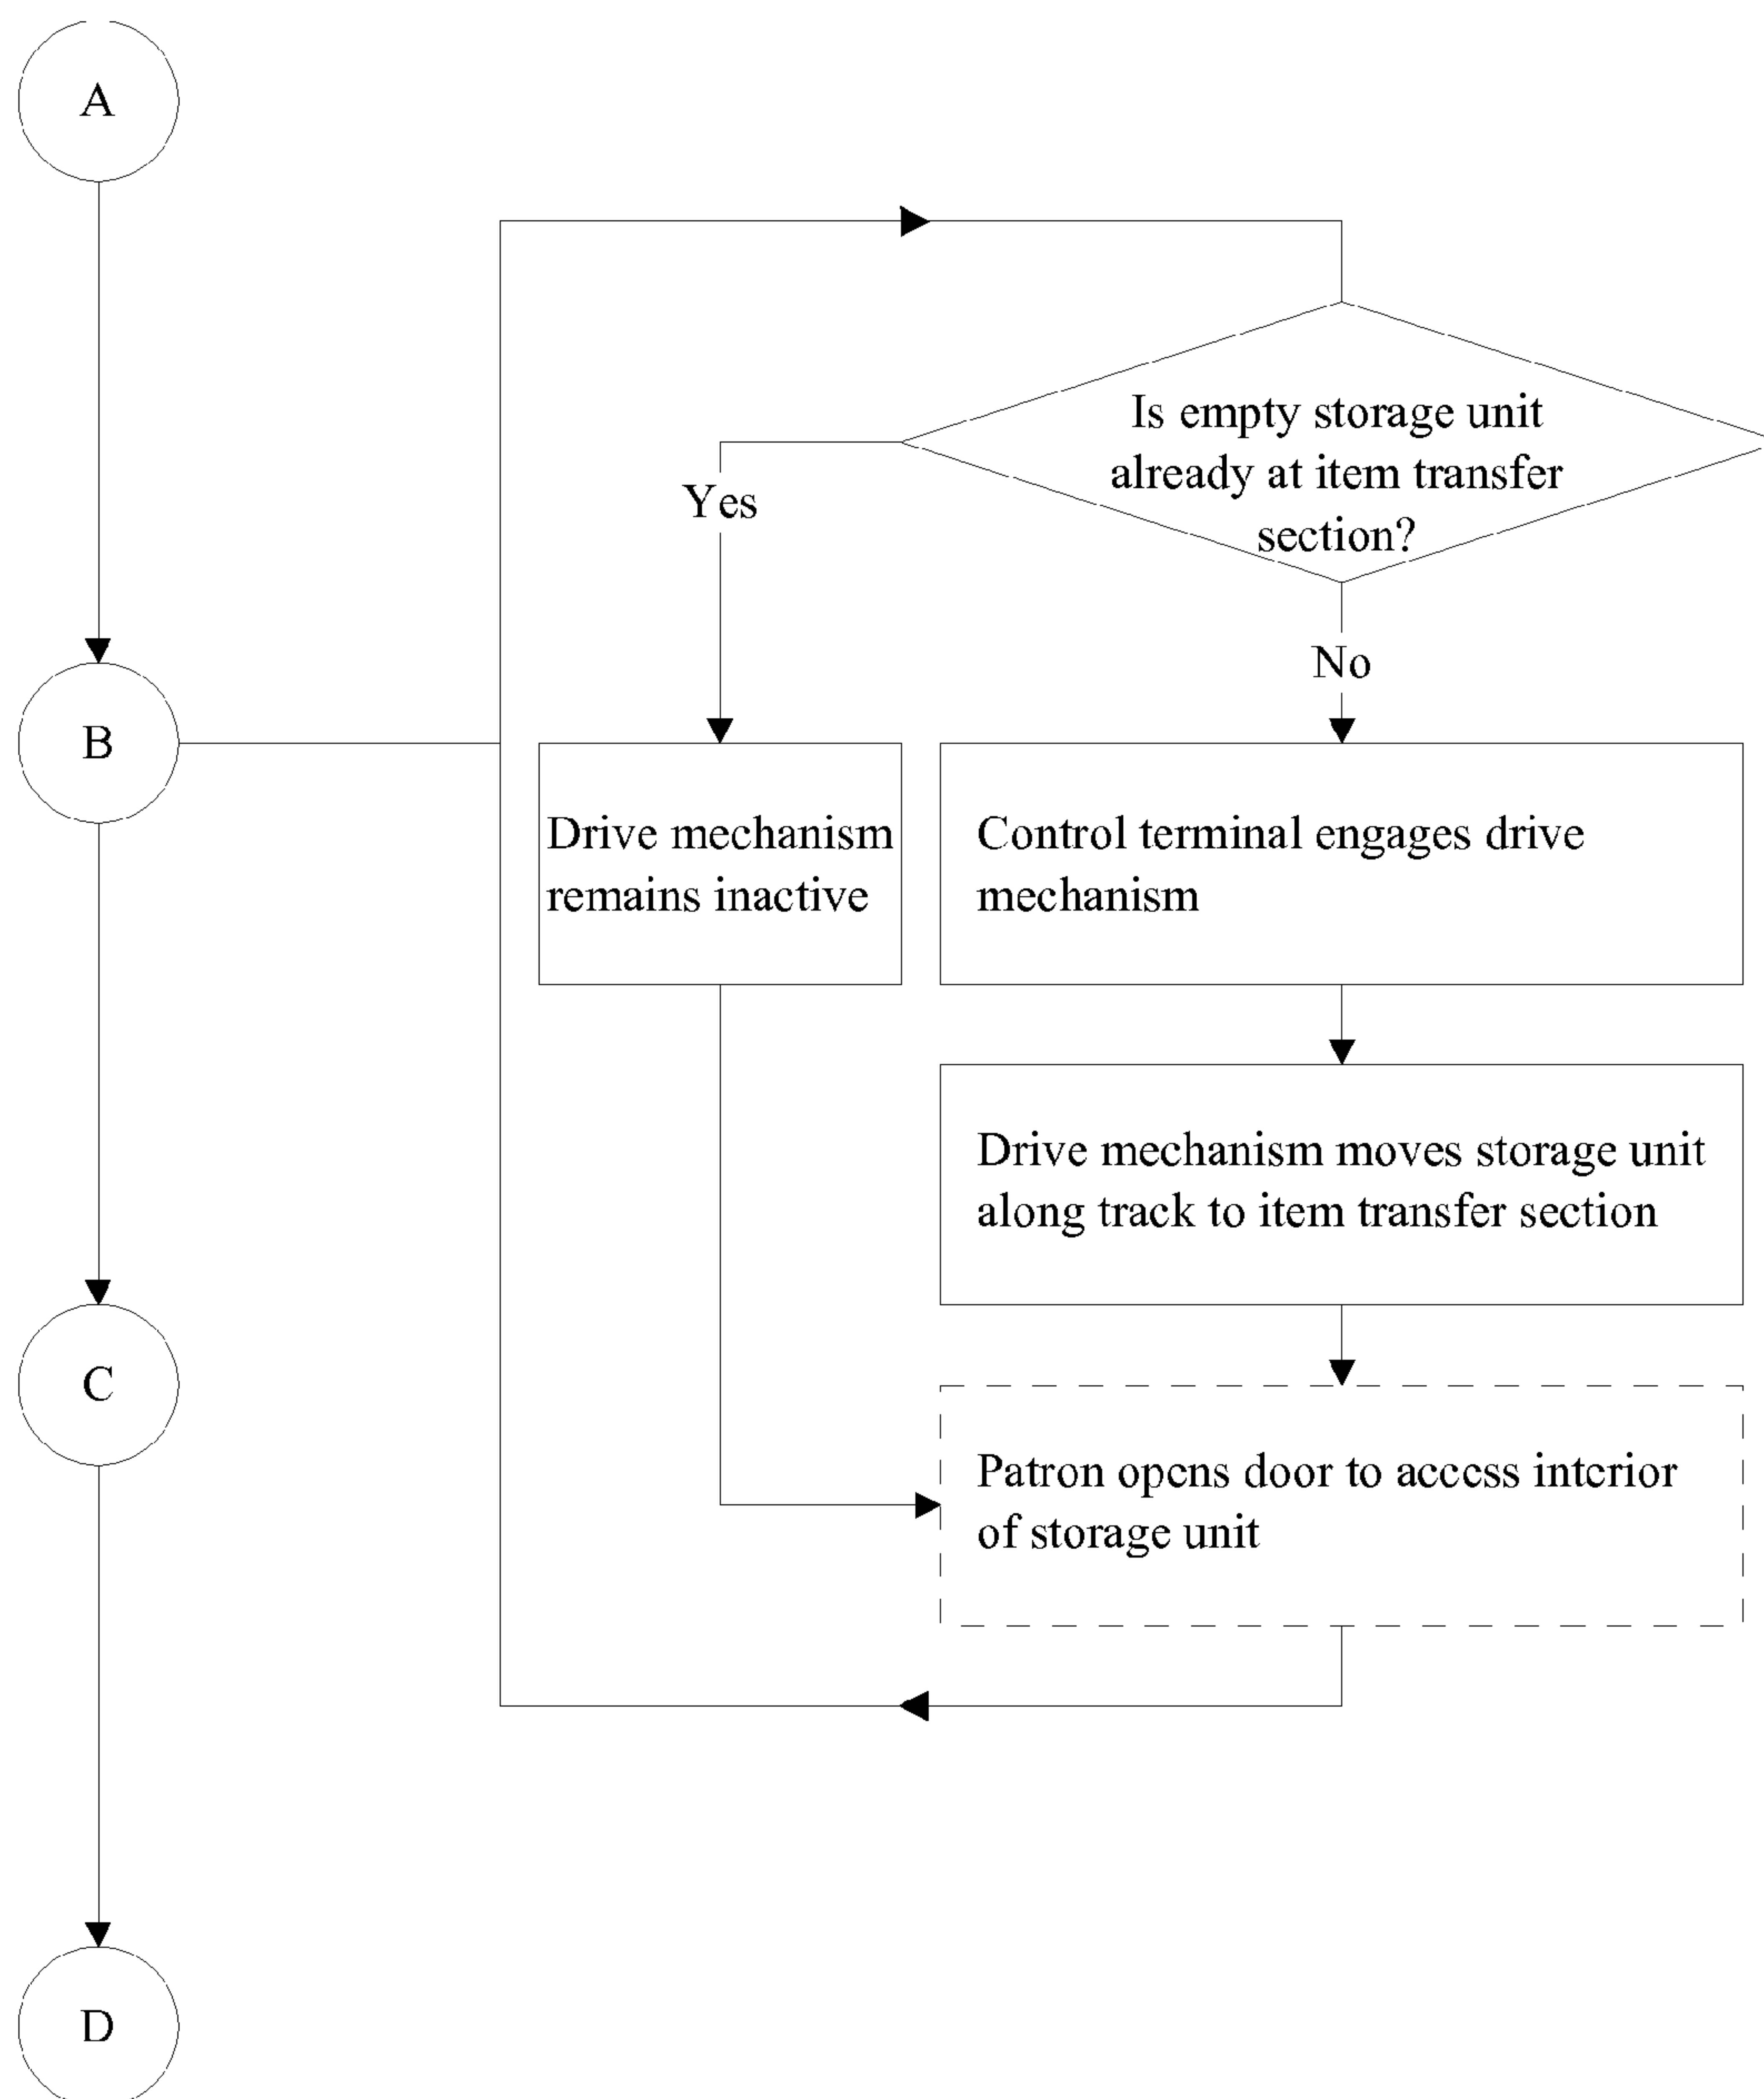 A
Is empty storage unit
already at item transfer
section?
Yes
No
B
Drive mechanism
remains inactive
Control terminal engages drive
mechanism
Drive mechanism moves storage unit
along track to item transfer section
C
Patron opens door to access interior
of storage unit
D